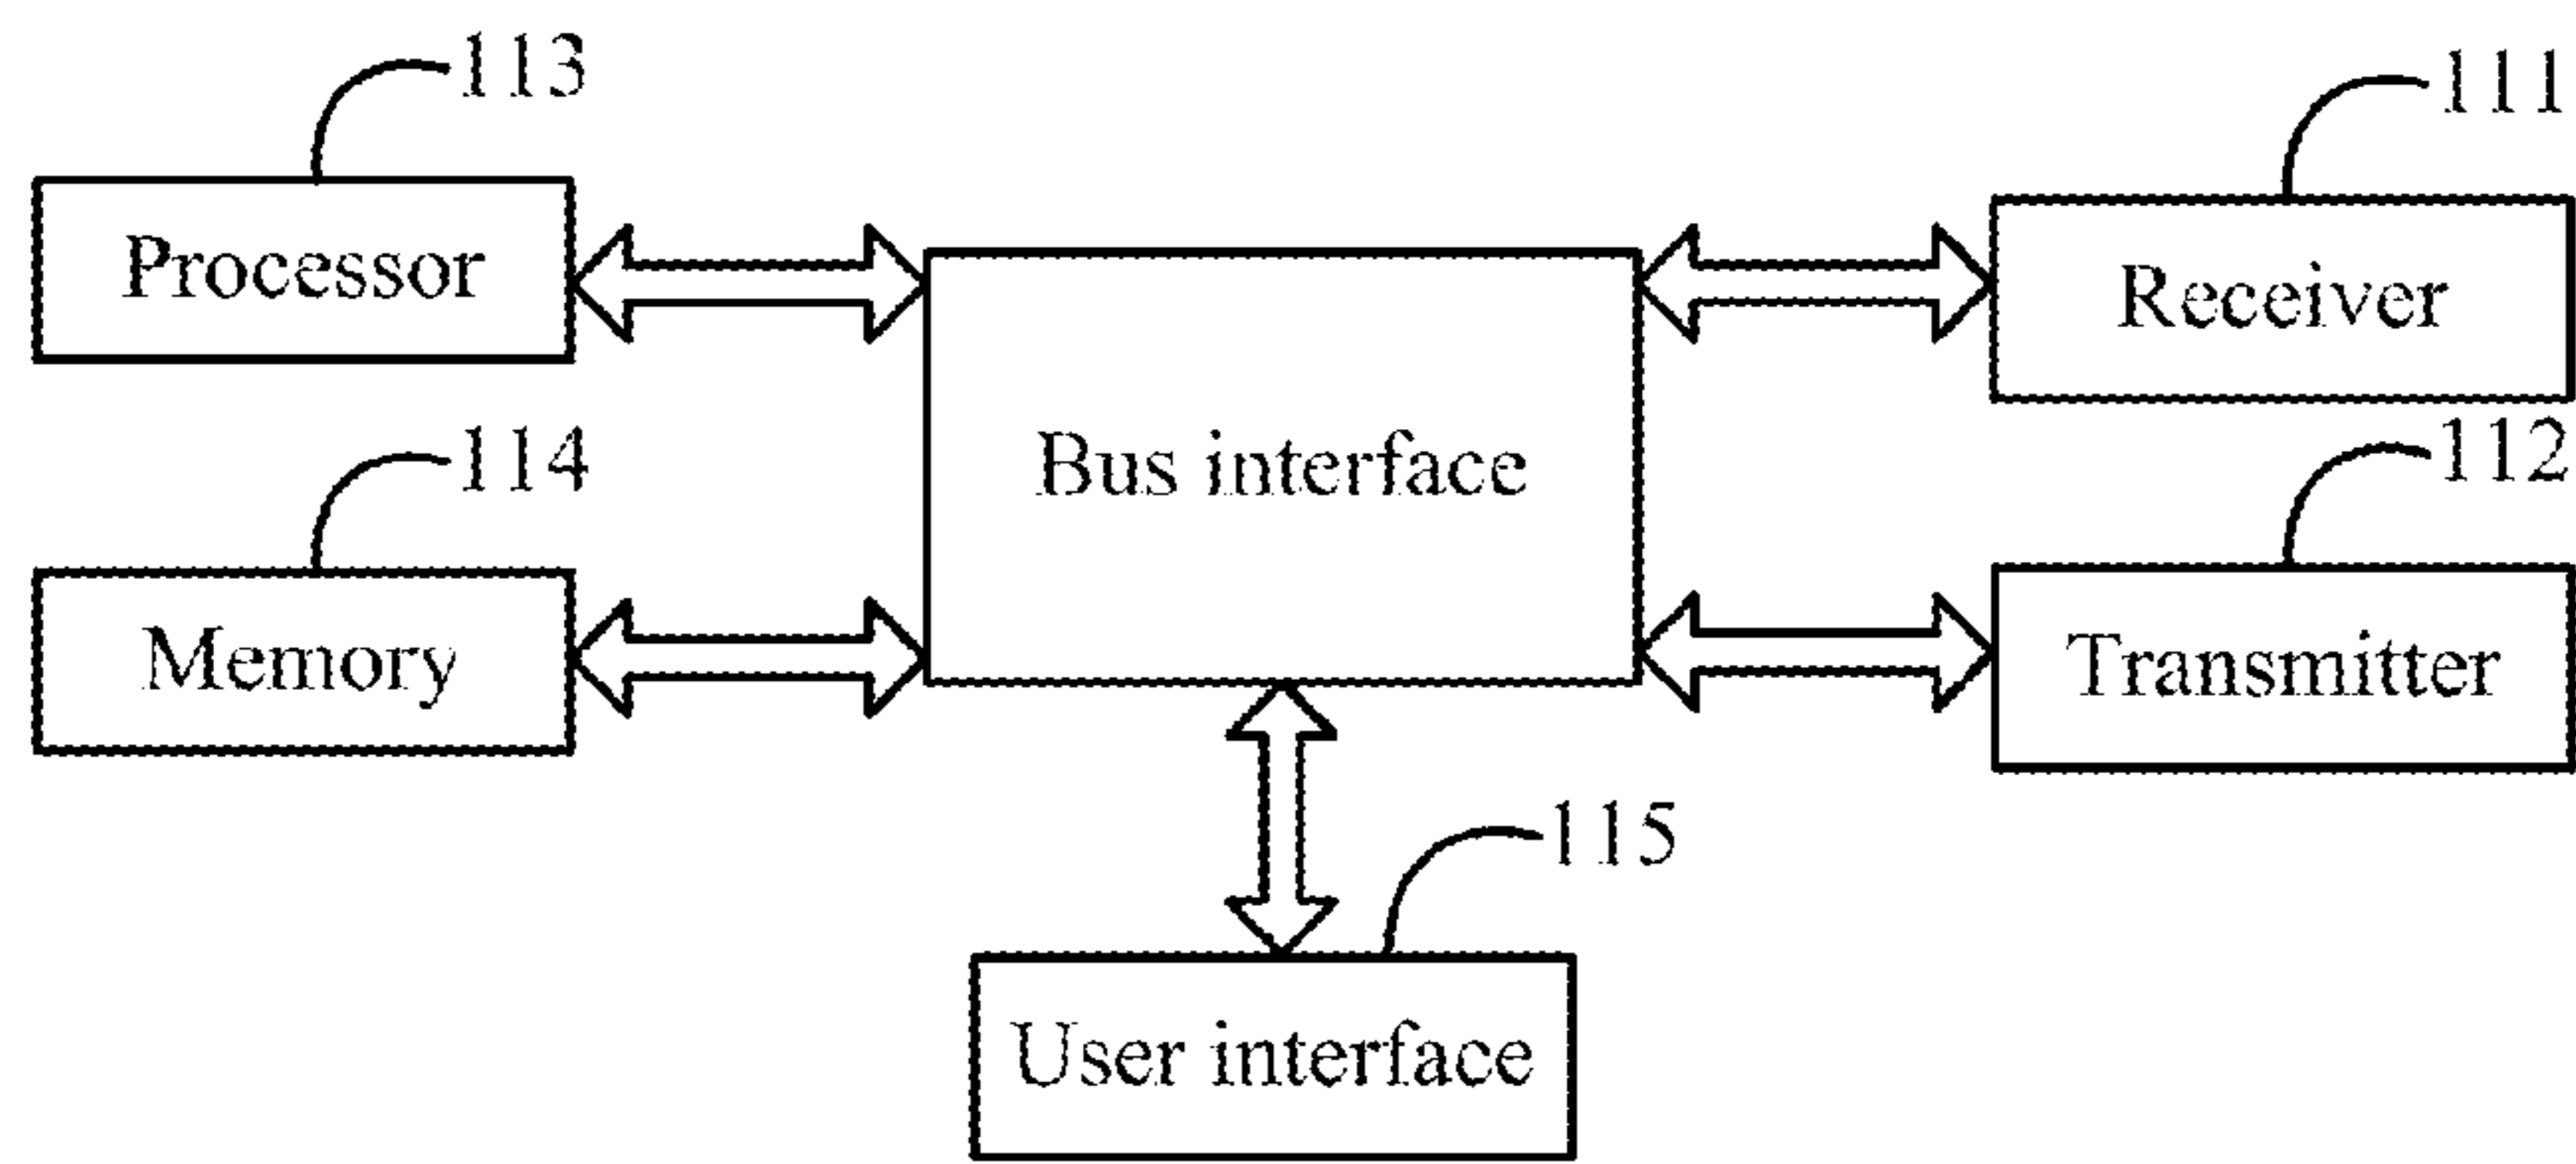 113
111
Processor
Receiver
Bus interface
114
112
Memory
Transmitter
115
User interface